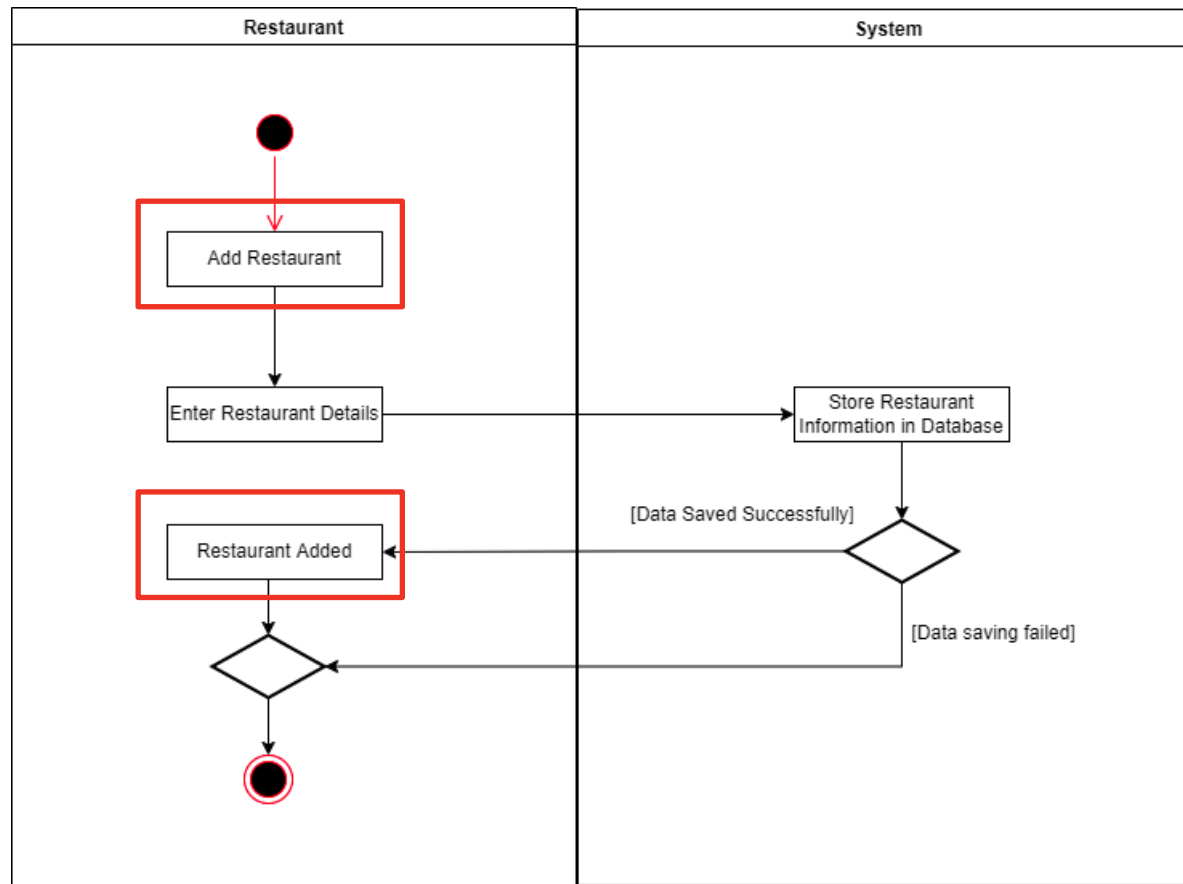 Restaurant
System
Add Restaurant
Enter Restaurant Details
Store Restaurant
Information in Database
[Data Saved Successfully]
Restaurant Added
[Data saving failed]